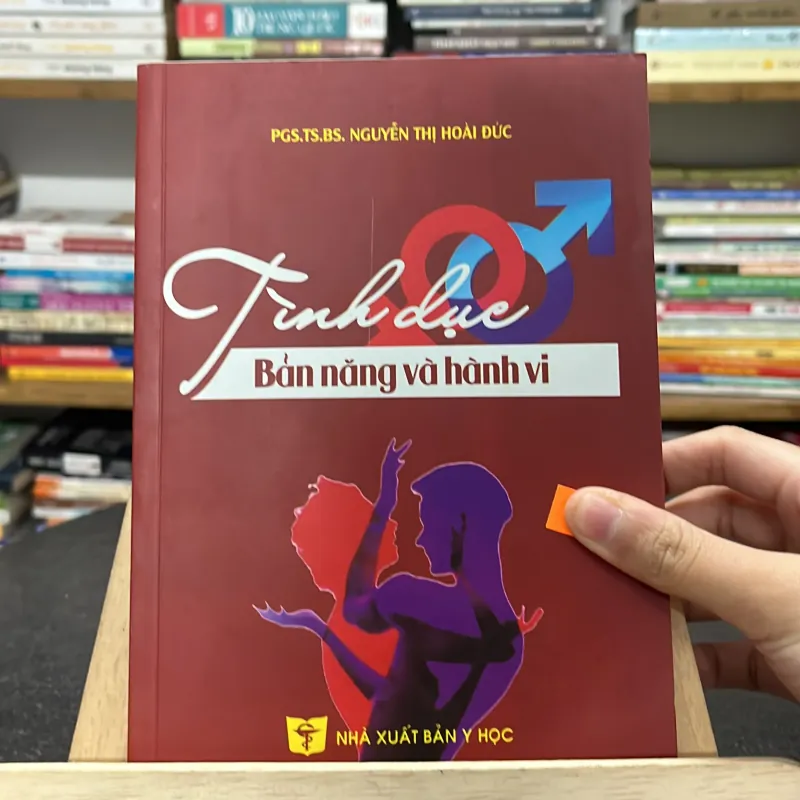 PGS.TS.BS. NGUYỄN THỊ HOÀI ĐỨC
Tình dục
Bản năng và hành vi
NHÀ XUẤT BẢN Y HỌC